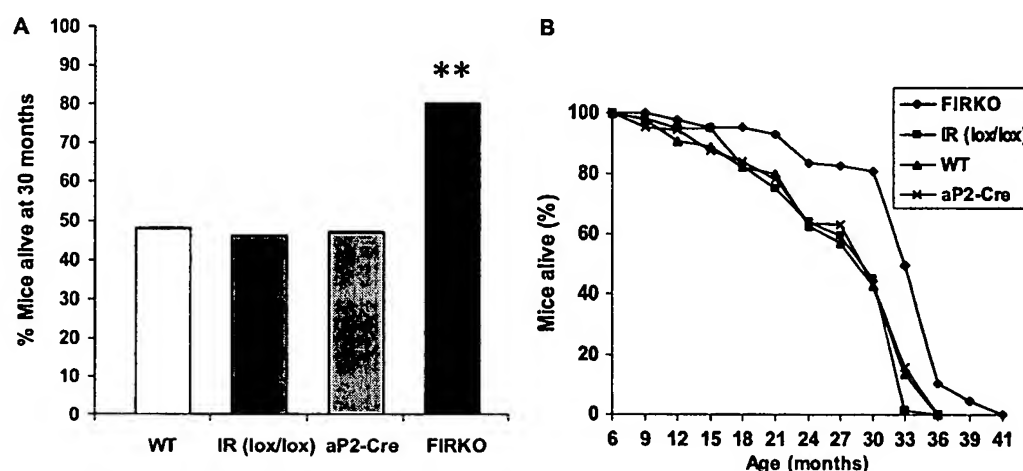 A
% Mice alive at 30 months
100
90
80
70
60
50
40
30
20
10
0
**
WT IR (lox/lox) aP2-Cre FIRKO
B
Mice alive (%)
100
80
60
40
20
0
6 9 12 15 18 21 24 27 30 33 36 39 41
Age (months)
FIRKO
IR (lox/lox)
WT
aP2-Cre